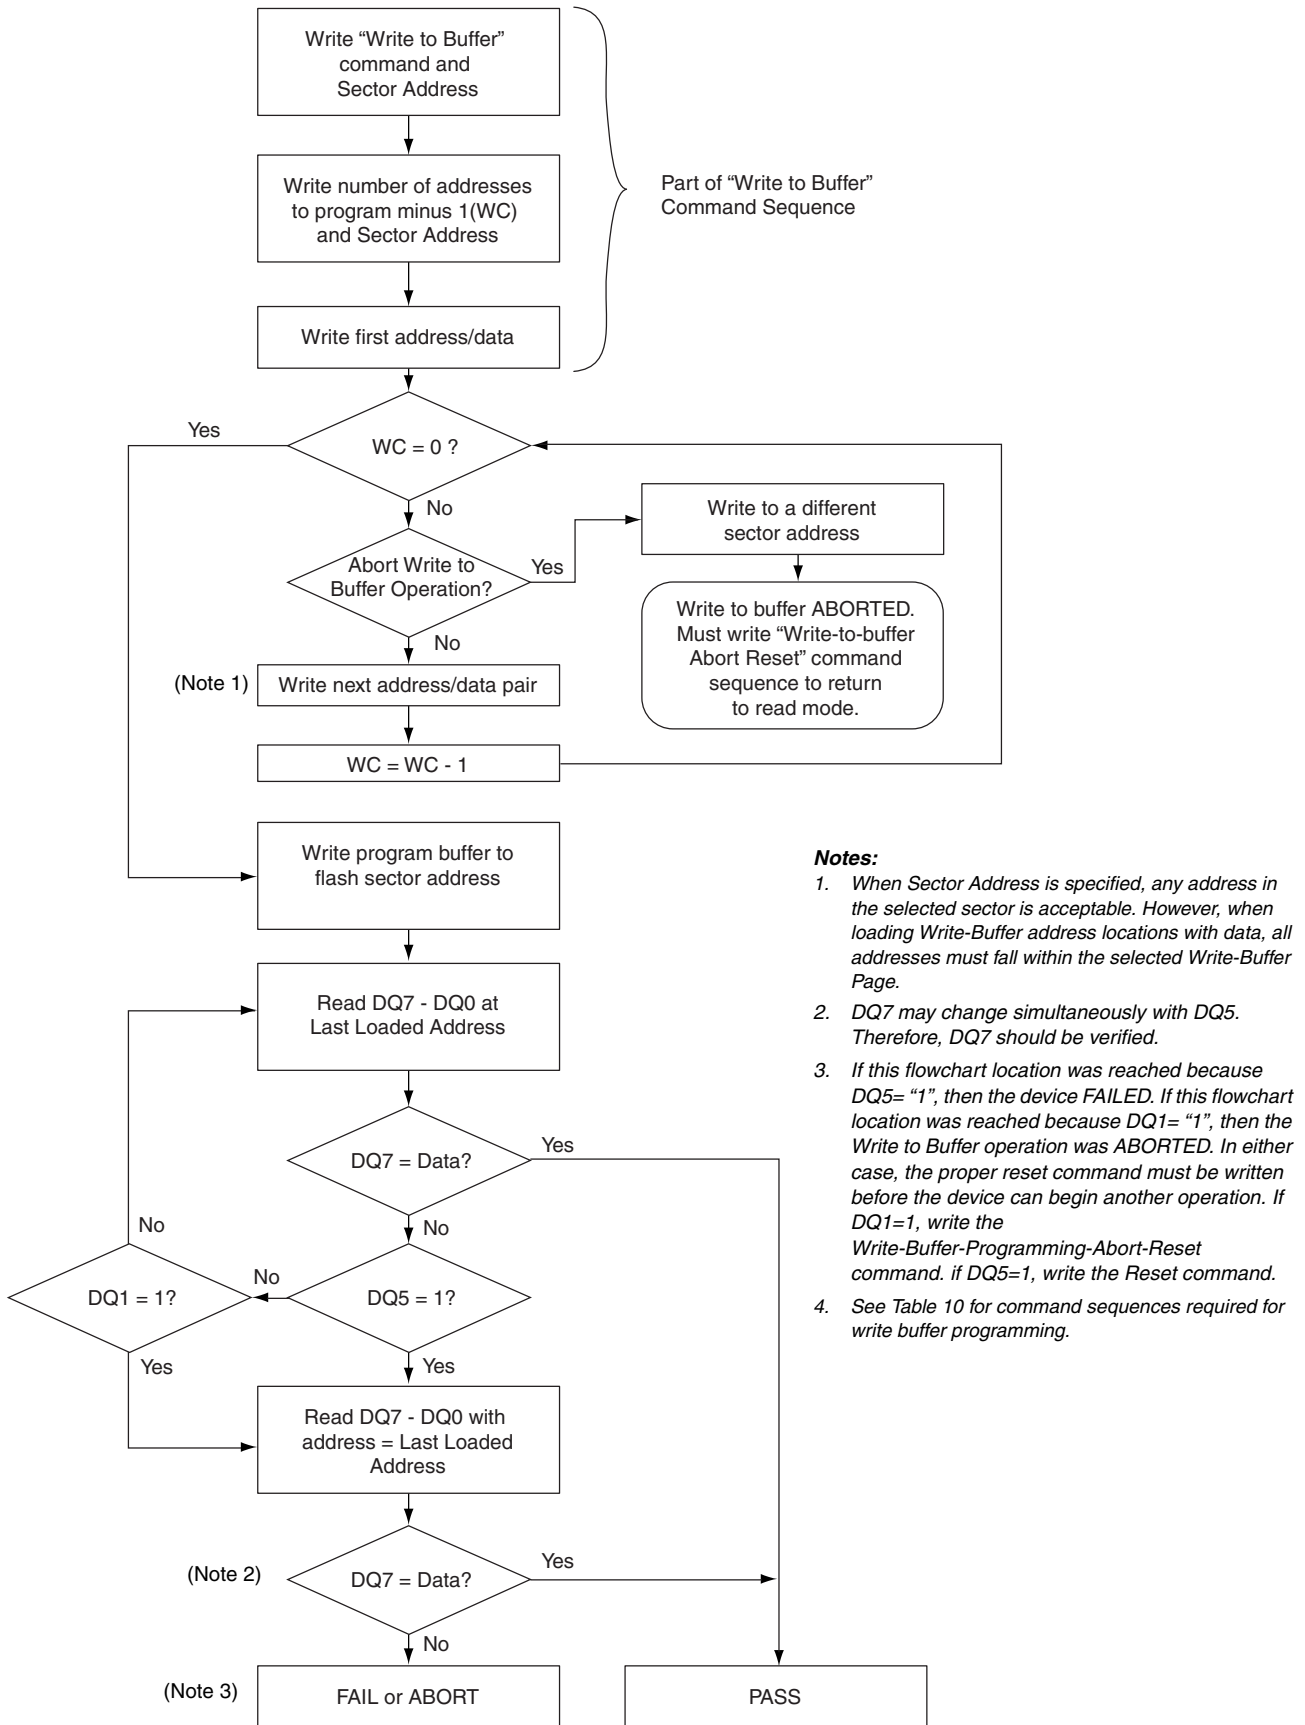 Write “Write to Buffer”
command and
Sector Address
Write number of addresses
to program minus 1(WC)
and Sector Address
Part of “Write to Buffer”
Command Sequence
Write first address/data
Yes
WC = 0 ?
No
Write to a different
sector address
Abort Write to
Buffer Operation?
Yes
Write to buffer ABORTED.
Must write “Write-to-buffer
Abort Reset” command
sequence to return
to read mode.
No
(Note 1)
Write next address/data pair
WC = WC - 1
Write program buffer to
flash sector address
Notes:
1. When Sector Address is specified, any address in
the selected sector is acceptable. However, when
loading Write-Buffer address locations with data, all
addresses must fall within the selected Write-Buffer
Page.
2. DQ7 may change simultaneously with DQ5.
Therefore, DQ7 should be verified.
3. If this flowchart location was reached because
DQ5= “1”, then the device FAILED. If this flowchart
location was reached because DQ1= “1”, then the
Write to Buffer operation was ABORTED. In either
case, the proper reset command must be written
before the device can begin another operation. If
DQ1=1, write the
Write-Buffer-Programming-Abort-Reset
command. if DQ5=1, write the Reset command.
4. See Table 10 for command sequences required for
write buffer programming.
Read DQ7 - DQ0 at
Last Loaded Address
DQ7 = Data?
Yes
No
No
No
DQ1 = 1?
DQ5 = 1?
Yes
Yes
Read DQ7 - DQ0 with
address = Last Loaded
Address
(Note 2)
DQ7 = Data?
Yes
No
(Note 3)
FAIL or ABORT
PASS